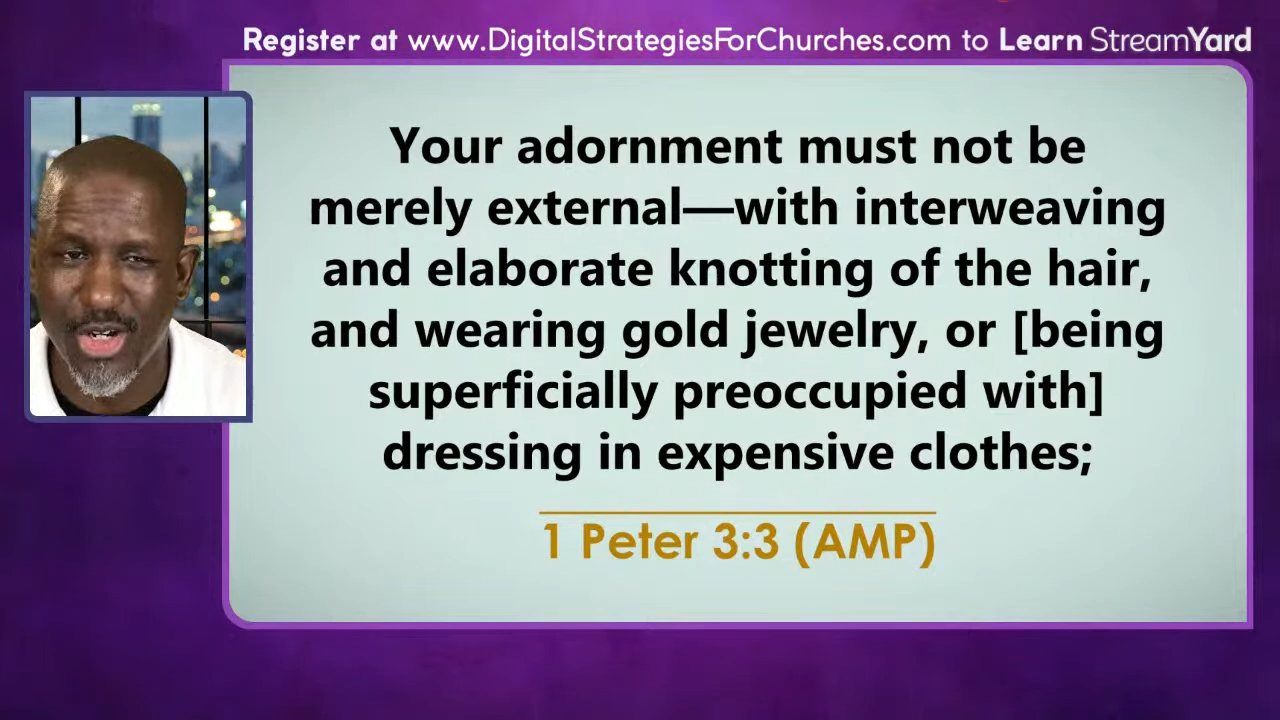 Register at www.DigitalStrategiesForChurches.com to Learn StreamYard
Your adornment must not be
merely external—with interweaving
and elaborate knotting of the hair,
and wearing gold jewelry, or [being
superficially preoccupied with]
dressing in expensive clothes;
1 Peter 3:3 (AMP)